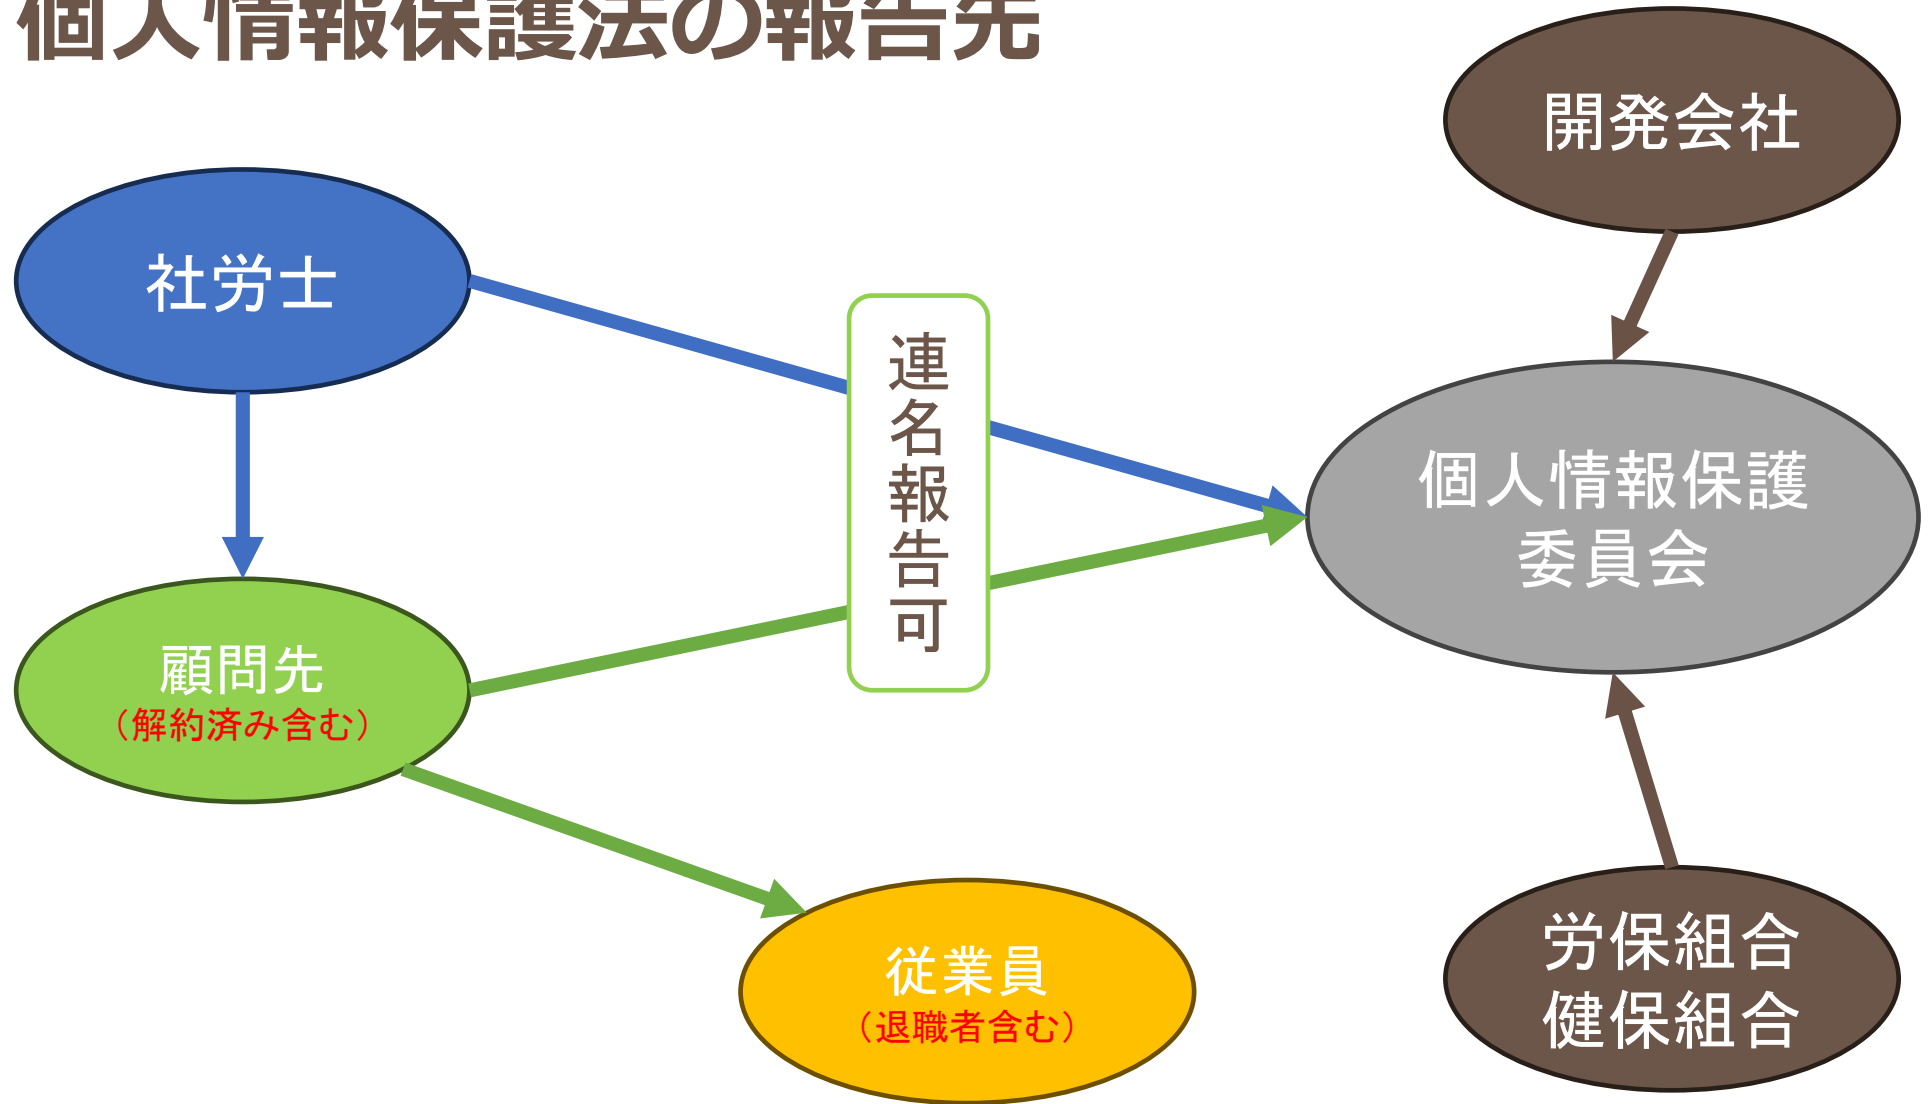 個人情報保護法の報告先
開発会社
社労士
連名報告可
個人情報保護
委員会
顧問先
（解約済み含む）
従業員
（退職者含む）
労保組合
健保組合